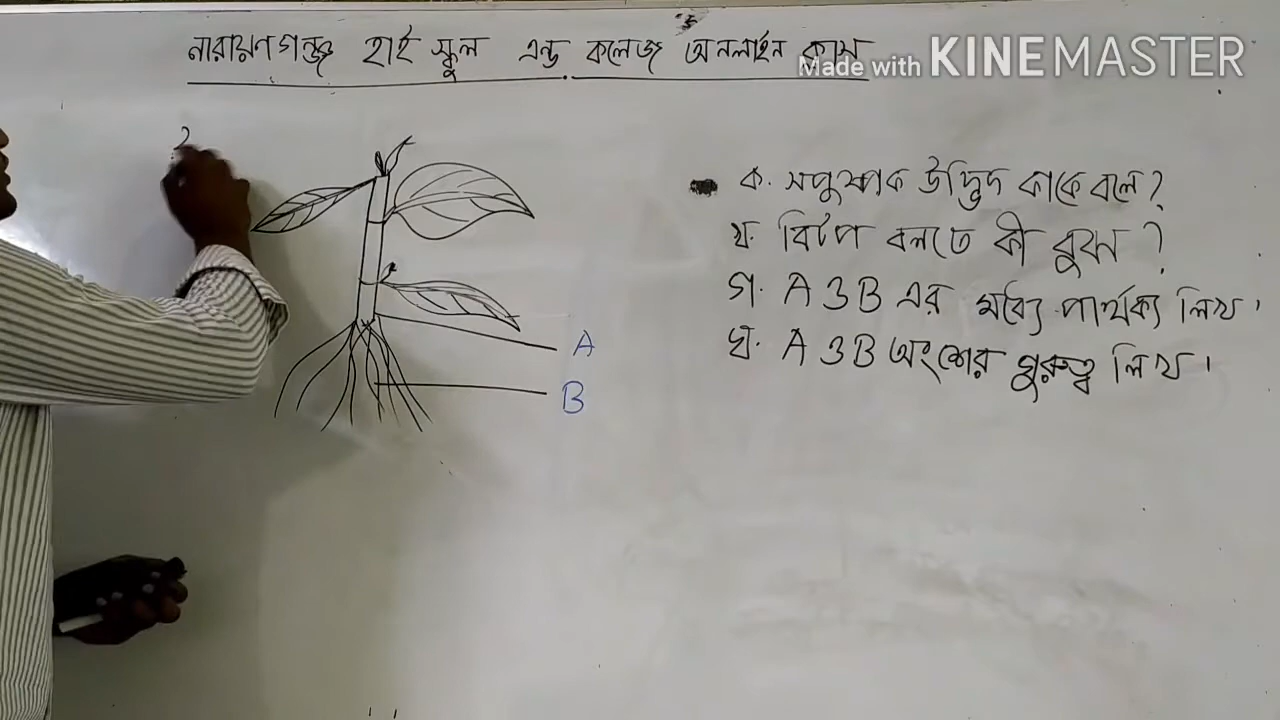 নারায়ণগঞ্জ হাই স্কুল এন্ড কলেজ অনলাইন ক্লাস
Made with KINEMASTER
ক. সপুষ্পক উদ্ভিদ কাকে বলে?
খ. বিটপ বলতে কী বুঝা?
গ. A ও B এর মধ্যে পার্থক্য লিখ।
ঘ. A ও B অংশের গুরুত্ব লিখ।
A
B